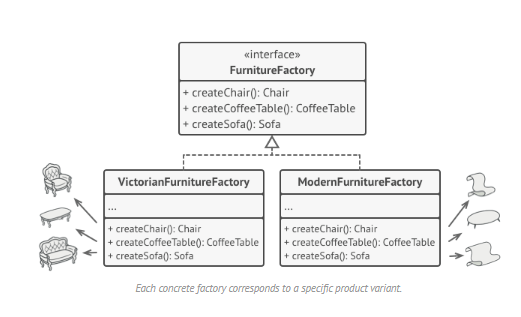 «interface»
FurnitureFactory
+ createChair(): Chair
+ createCoffeeTable(): CoffeeTable
+ createSofa(): Sofa
VictorianFurnitureFactory
...
+ createChair(): Chair
+ createCoffeeTable(): CoffeeTable
+ createSofa(): Sofa
ModernFurnitureFactory
...
+ createChair(): Chair
+ createCoffeeTable(): CoffeeTable
+ createSofa(): Sofa
Each concrete factory corresponds to a specific product variant.